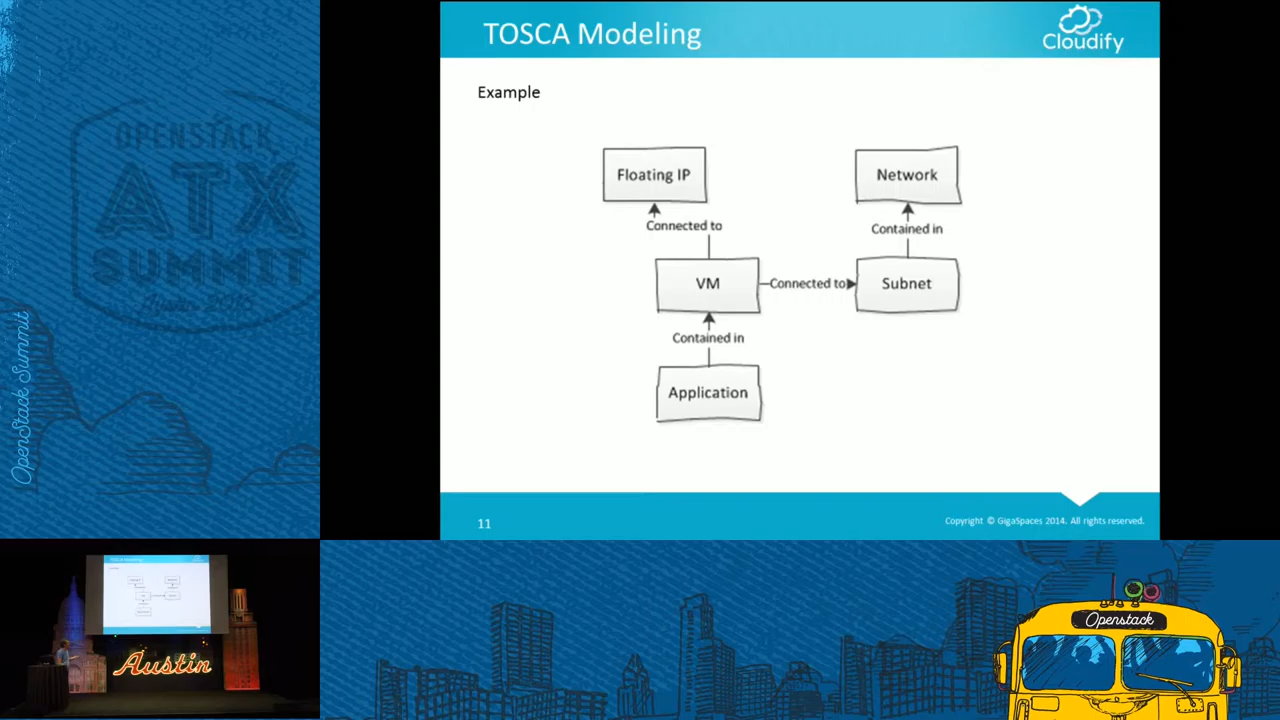 TOSCA Modeling
Cloudify
Example
Floating IP
Network
Connected to
Contained in
VM
Connected to
Subnet
Contained in
Application
11
Copyright © GigaSpaces 2014. All rights reserved.
OPENSTACK
ATX
SUMMIT
OpenStack Summit
Austin
Openstack